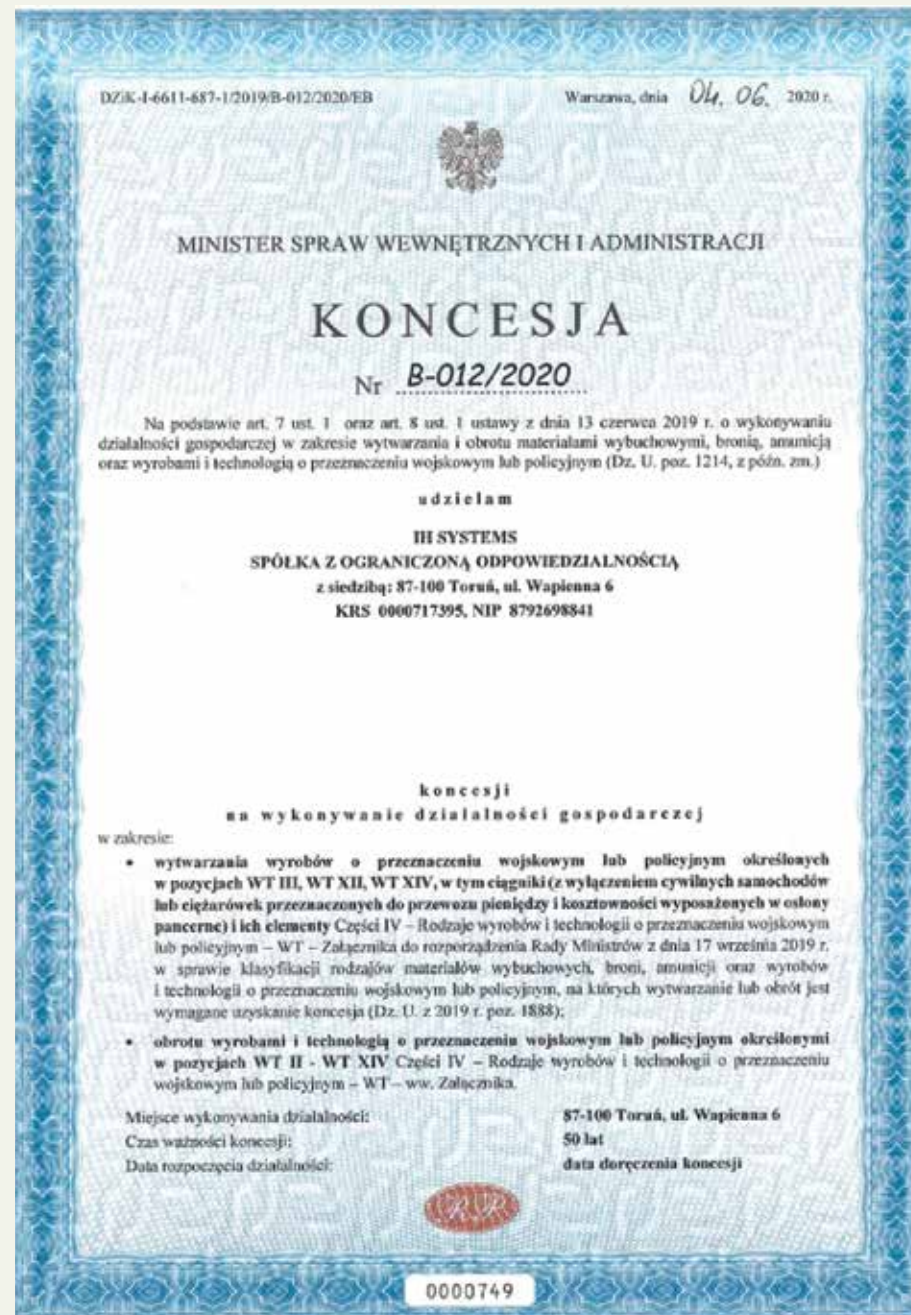 DZiK-I-6611-687-1/2019/B-012/2020/EB
Warszawa, dnia 04. 06. 2020 r.
MINISTER SPRAW WEWNĘTRZNYCH I ADMINISTRACJI
KONCESJA
Nr B-012/2020
Na podstawie art. 7 ust. 1 oraz art. 8 ust. 1 ustawy z dnia 13 czerwca 2019 r. o wykonywaniu
działalności gospodarczej w zakresie wytwarzania i obrotu materiałami wybuchowymi, bronią, amunicją
oraz wyrobami i technologią o przeznaczeniu wojskowym lub policyjnym (Dz. U. poz. 1214, z późn. zm.)
udzielam
IH SYSTEMS
SPÓŁKA Z OGRANICZONĄ ODPOWIEDZIALNOŚCIĄ
z siedzibą: 87-100 Toruń, ul. Wapienna 6
KRS 0000717395, NIP 8792698841
koncesji
na wykonywanie działalności gospodarczej
w zakresie:
• wytwarzania wyrobów o przeznaczeniu wojskowym lub policyjnym określonych
w pozycjach WT III, WT XII, WT XIV, w tym ciągniki (z wyłączeniem cywilnych samochodów
lub ciężarówek przeznaczonych do przewozu pieniędzy i kosztowności wyposażonych w osłony
pancerne) i ich elementy Części IV – Rodzaje wyrobów i technologii o przeznaczeniu wojskowym
lub policyjnym – WT – Załącznika do rozporządzenia Rady Ministrów z dnia 17 września 2019 r.
w sprawie klasyfikacji rodzajów materiałów wybuchowych, broni, amunicji oraz wyrobów
i technologii o przeznaczeniu wojskowym lub policyjnym, na których wytwarzanie lub obrót jest
wymagane uzyskanie koncesji (Dz. U. z 2019 r. poz. 1888);
• obrotu wyrobami i technologią o przeznaczeniu wojskowym lub policyjnym określonymi
w pozycjach WT II - WT XIV Części IV – Rodzaje wyrobów i technologii o przeznaczeniu
wojskowym lub policyjnym – WT – ww. Załącznika.
Miejsce wykonywania działalności: 87-100 Toruń, ul. Wapienna 6
Czas ważności koncesji: 50 lat
Data rozpoczęcia działalności: data doręczenia koncesji
0000749